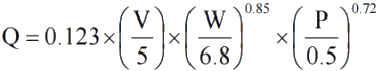 Q = 0.123 × (V/5) × (W/6.8)^0.85 × (P/0.5)^0.72